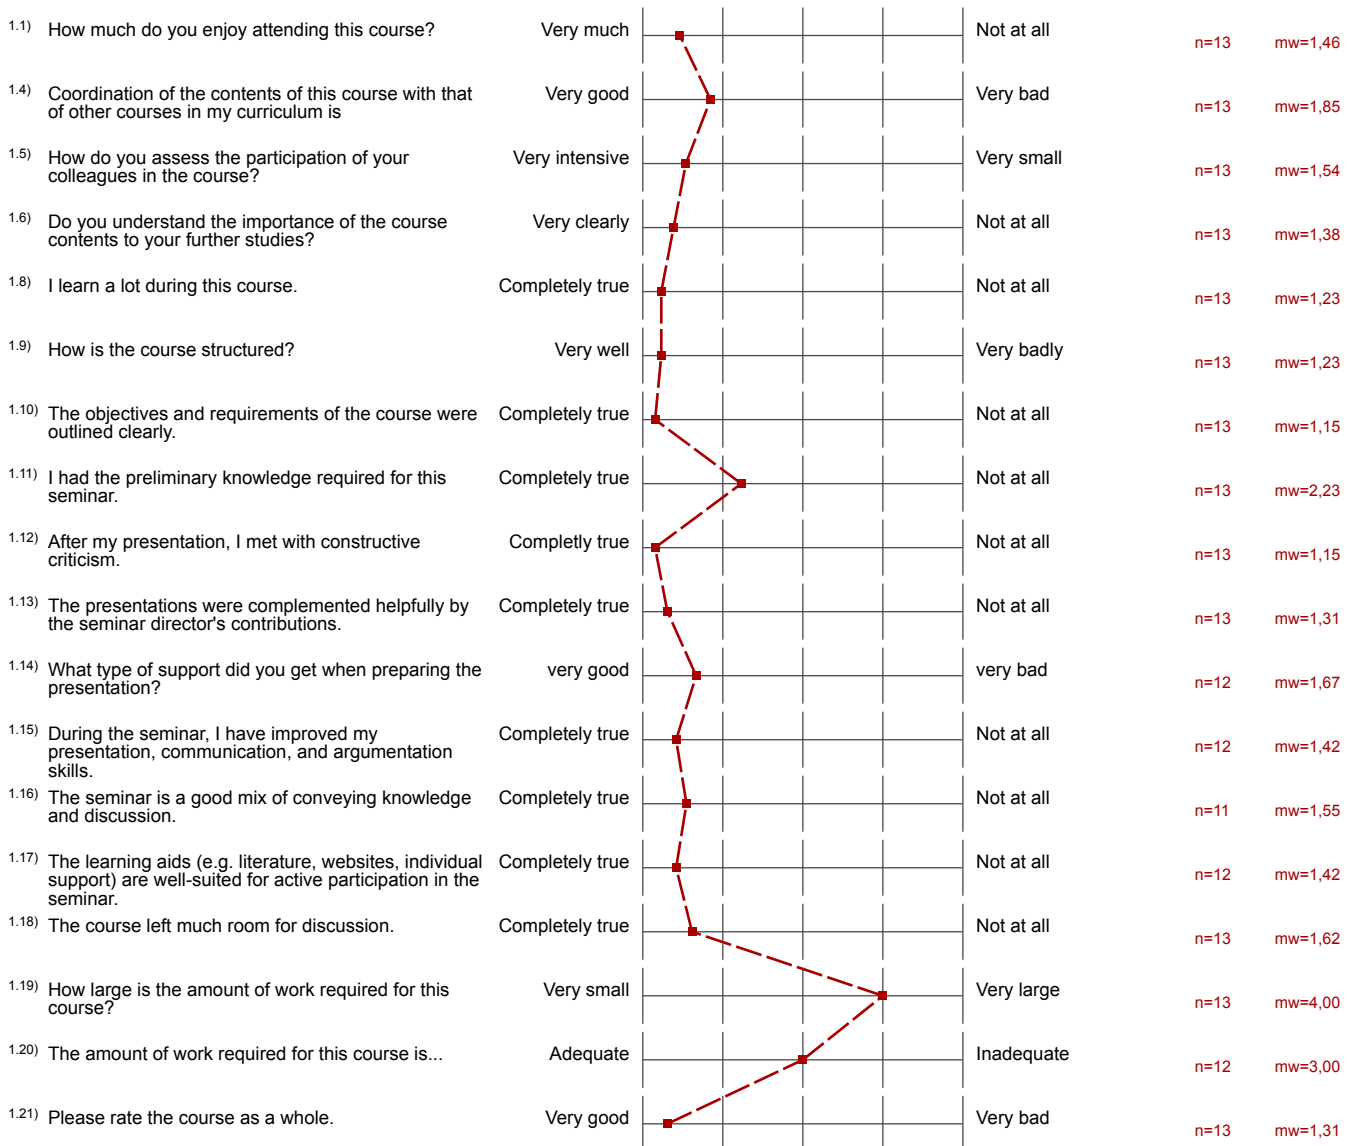 1.1) How much do you enjoy attending this course? Very much Not at all n=13 mw=1,46
1.4) Coordination of the contents of this course with that Very good Very bad n=13 mw=1,85
of other courses in my curriculum is
1.5) How do you assess the participation of your Very intensive Very small n=13 mw=1,54
colleagues in the course?
1.6) Do you understand the importance of the course Very clearly Not at all n=13 mw=1,38
contents to your further studies?
1.8) I learn a lot during this course. Completely true Not at all n=13 mw=1,23
1.9) How is the course structured? Very well Very badly n=13 mw=1,23
1.10) The objectives and requirements of the course were Completely true Not at all n=13 mw=1,15
outlined clearly.
1.11) I had the preliminary knowledge required for this Completely true Not at all n=13 mw=2,23
seminar.
1.12) After my presentation, I met with constructive Completly true Not at all n=13 mw=1,15
criticism.
1.13) The presentations were complemented helpfully by Completely true Not at all n=13 mw=1,31
the seminar director's contributions.
1.14) What type of support did you get when preparing the very good very bad n=12 mw=1,67
presentation?
1.15) During the seminar, I have improved my Completely true Not at all n=12 mw=1,42
presentation, communication, and argumentation
skills.
1.16) The seminar is a good mix of conveying knowledge Completely true Not at all n=11 mw=1,55
and discussion.
1.17) The learning aids (e.g. literature, websites, individual Completely true Not at all n=12 mw=1,42
support) are well-suited for active participation in the
seminar.
1.18) The course left much room for discussion. Completely true Not at all n=13 mw=1,62
1.19) How large is the amount of work required for this Very small Very large n=13 mw=4,00
course?
1.20) The amount of work required for this course is... Adequate Inadequate n=12 mw=3,00
1.21) Please rate the course as a whole. Very good Very bad n=13 mw=1,31